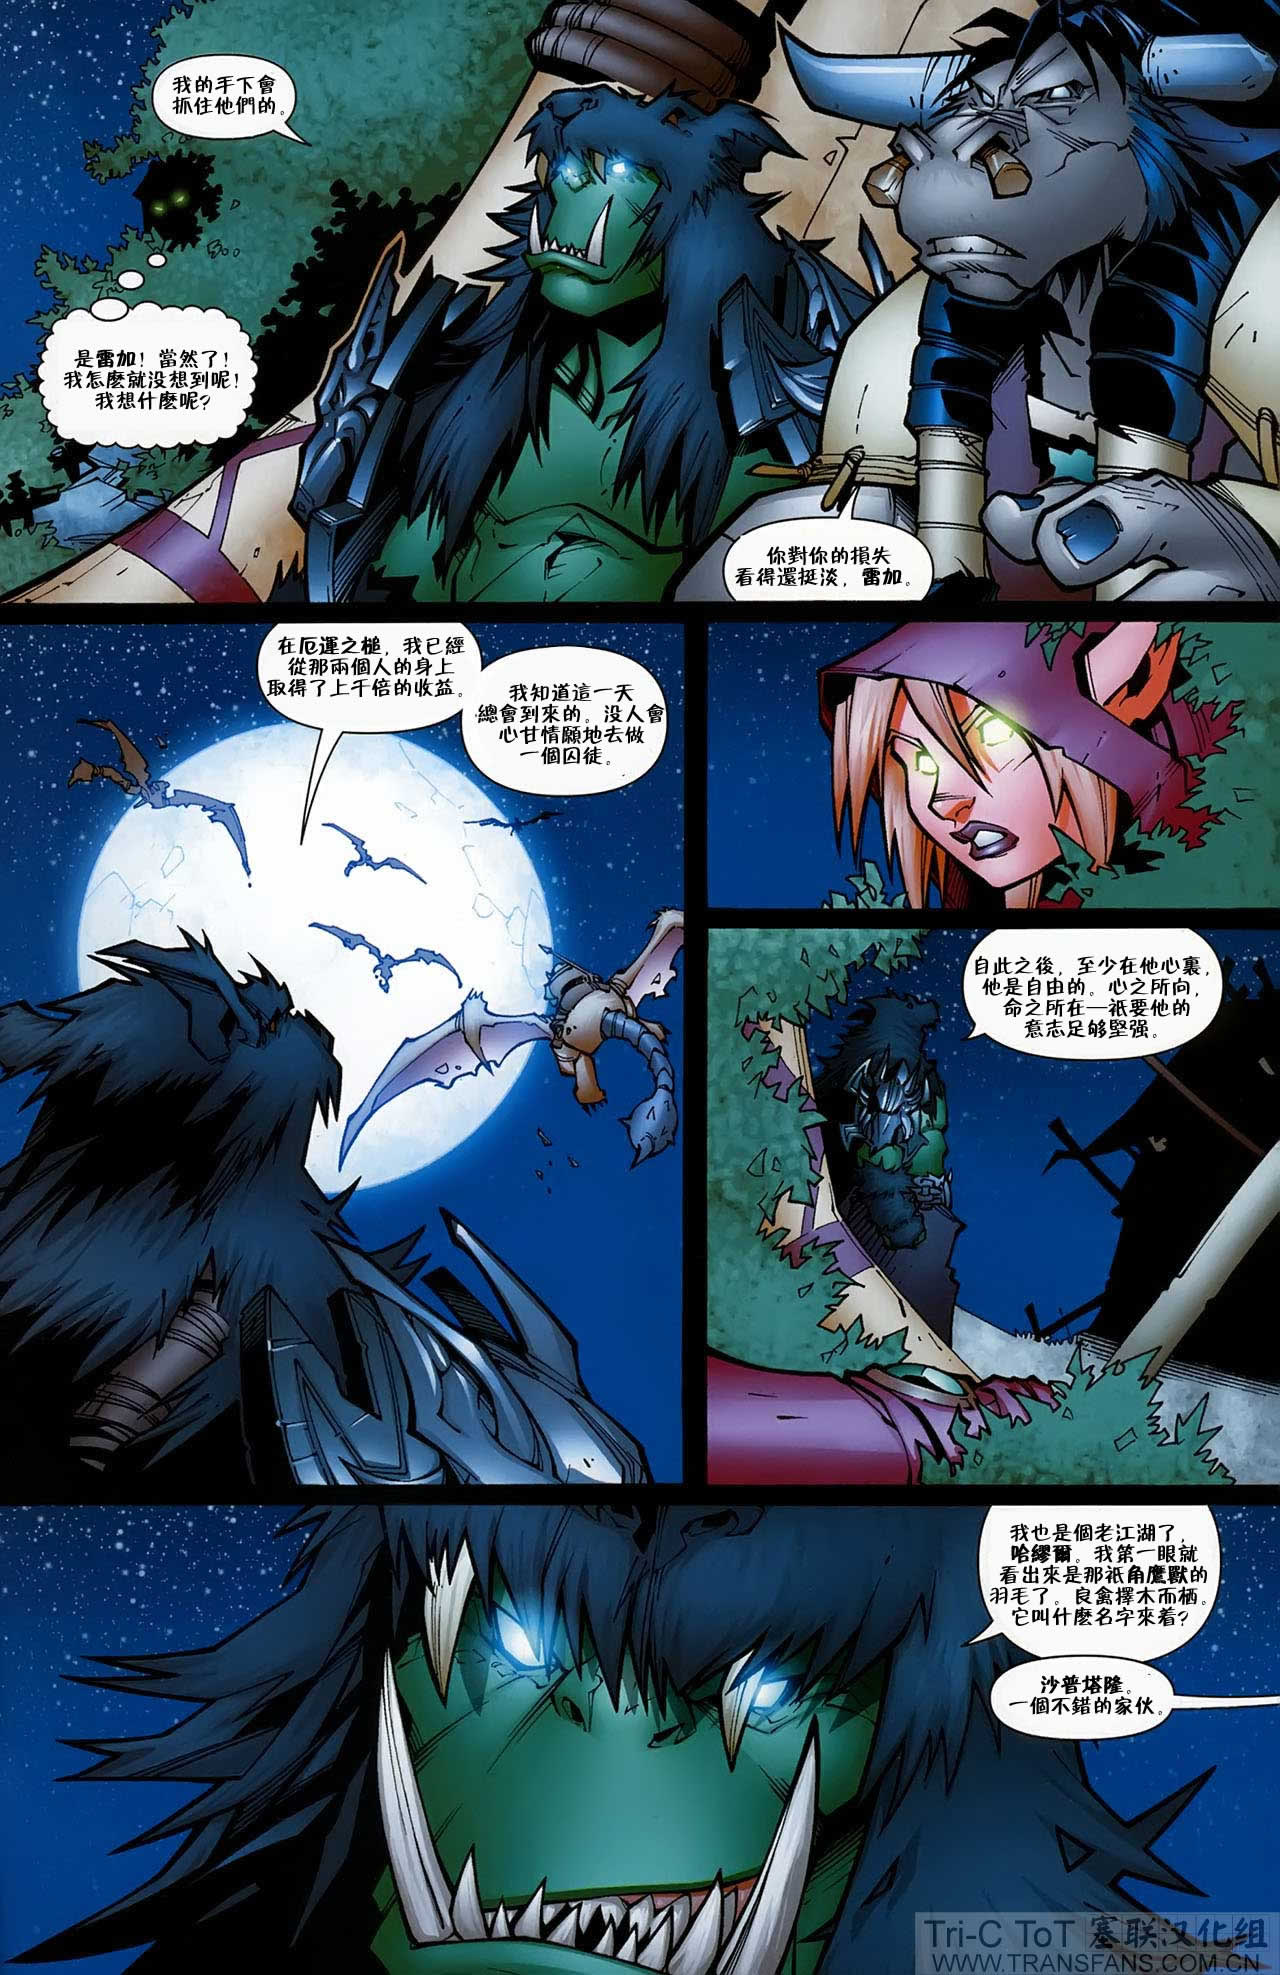 我的手下會
抓住他們的。
是雷加！當然了！
我怎麼就没想到呢！
我想什麼呢？
你對你的損失
看得還挺淡，雷加。
在厄運之槌，我已經
從那兩個人的身上
取得了上千倍的收益。
我知道這一天
總會到來的。没人會
心甘情願地去做
一個囚徒。
自此之後，至少在他心裏，
他是自由的。心之所向，
命之所在—祇要他的
意志足够堅强。
我也是個老江湖了，
哈繆爾。我第一眼就
看出來是那祇角鷹獸的
羽毛了。良禽擇木而栖。
它叫什麼名字來着？
沙普塔隆。
一個不錯的家伙。
Tri-C ToT 塞联汉化组
WWW.TRANSFANS.COM.CN